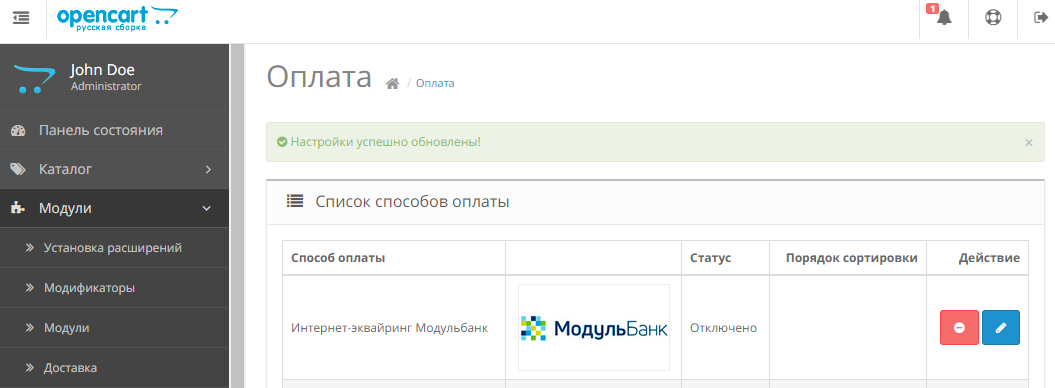 opencart
русская сборка
1
John Doe
Administrator
Панель состояния
Каталог
Модули
Установка расширений
Модификаторы
Модули
Доставка
Оплата
/ Оплата
Настройки успешно обновлены!
×
Список способов оплаты
Способ оплаты Статус Порядок сортировки Действие
Интернет-эквайринг Модульбанк МодульБанк Отключено